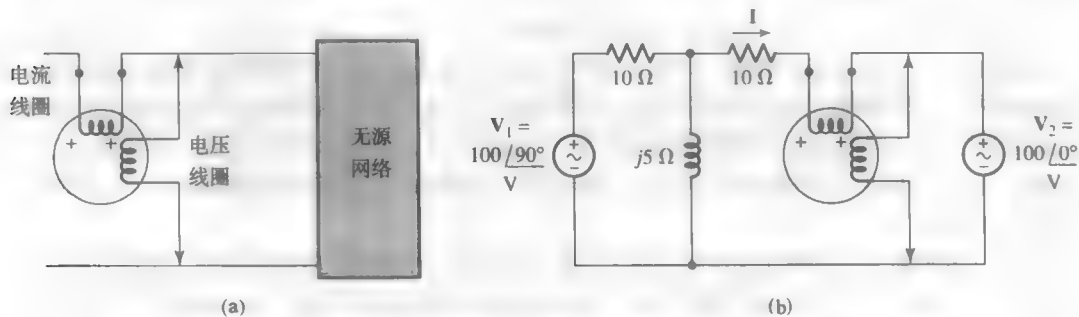 电流
线圈
+ +
电压
线圈
无源
网络
(a)
I
10 Ω
10 Ω
V₁ =
100 /90°
V
+
−
j5 Ω
+ +
+
−
V₂ =
100 /0°
V
(b)